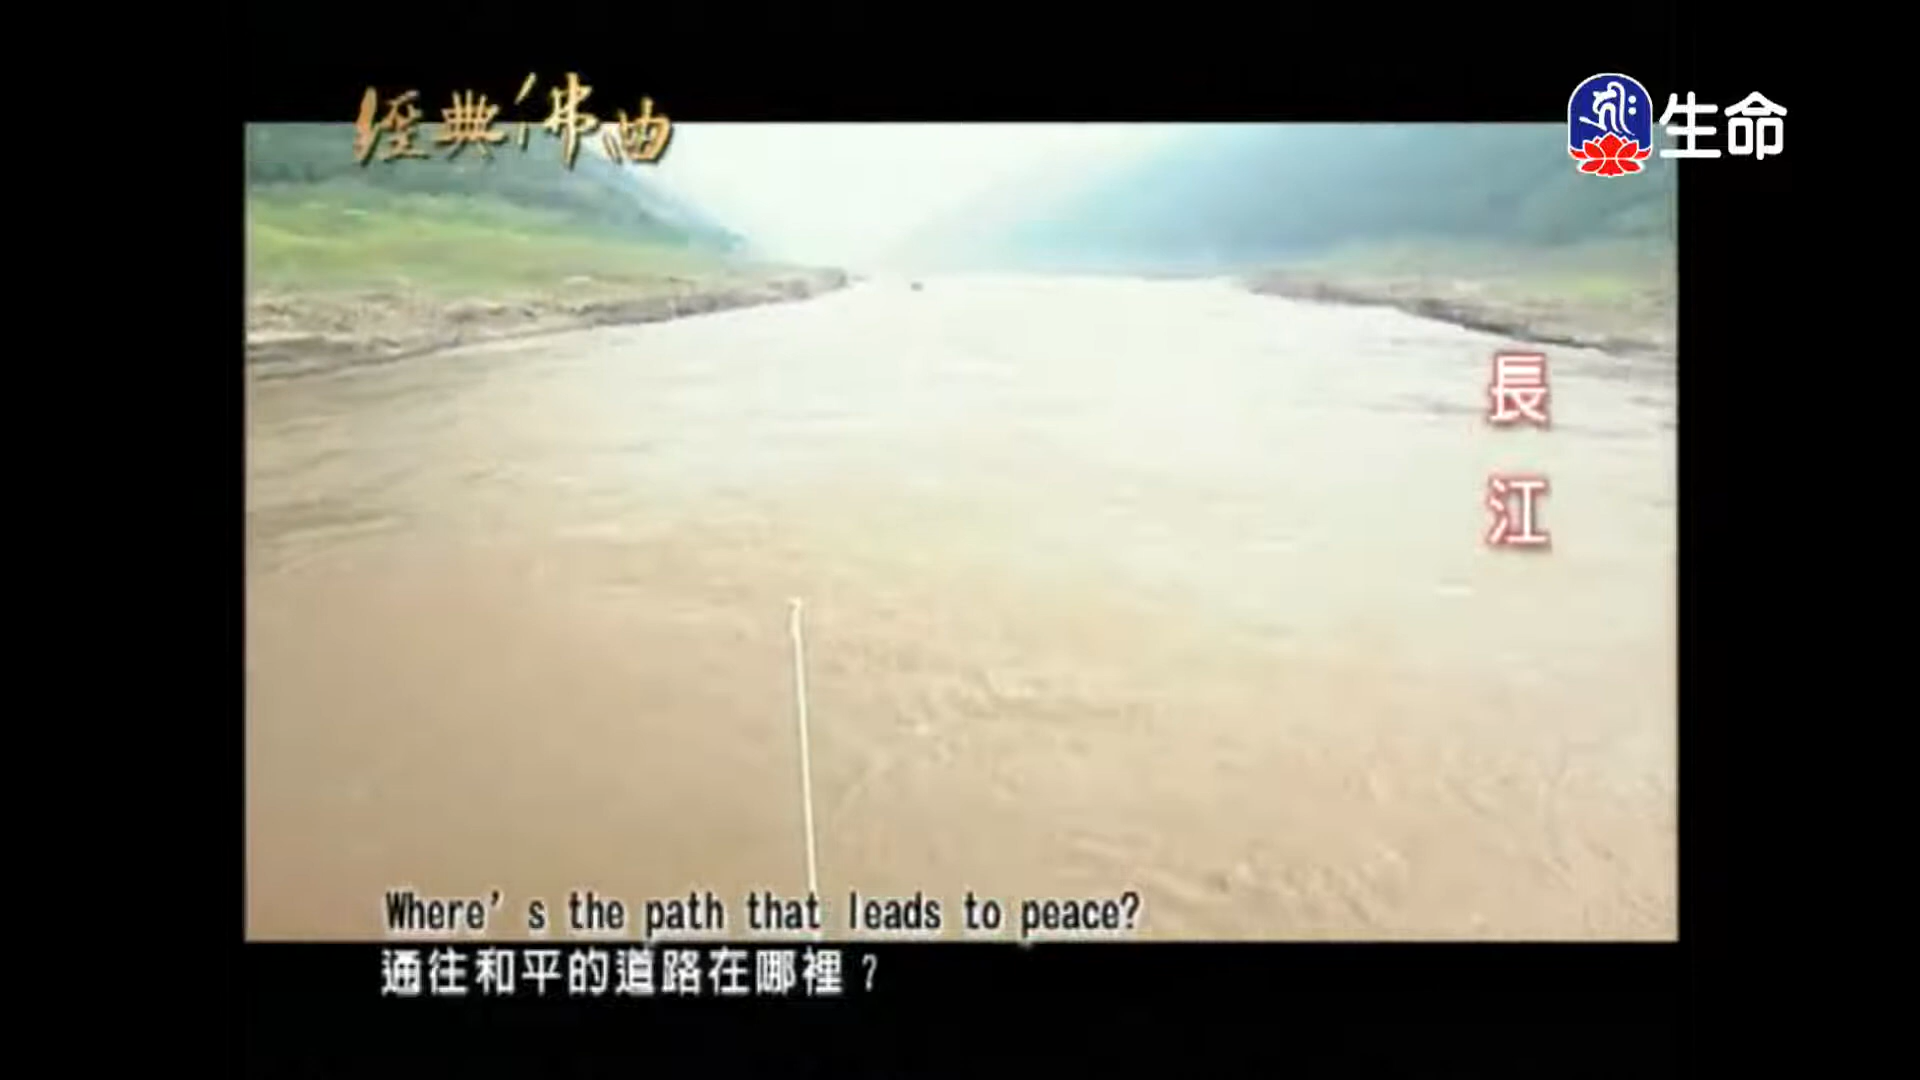 經典佛曲
生命
長江
Where's the path that leads to peace?
通往和平的道路在哪裡？